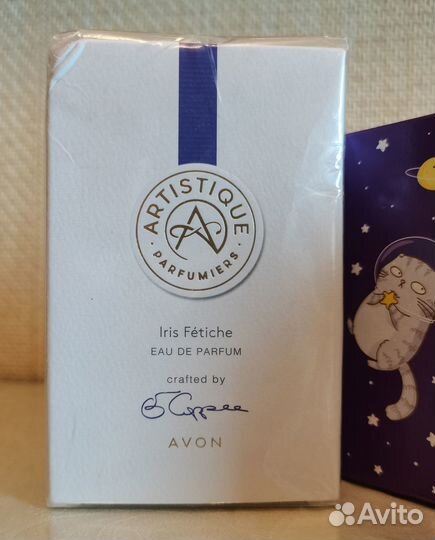 ARTISTIQUE
PARFUMIERS
Iris Fétiche
EAU DE PARFUM
crafted by
AVON
Avito